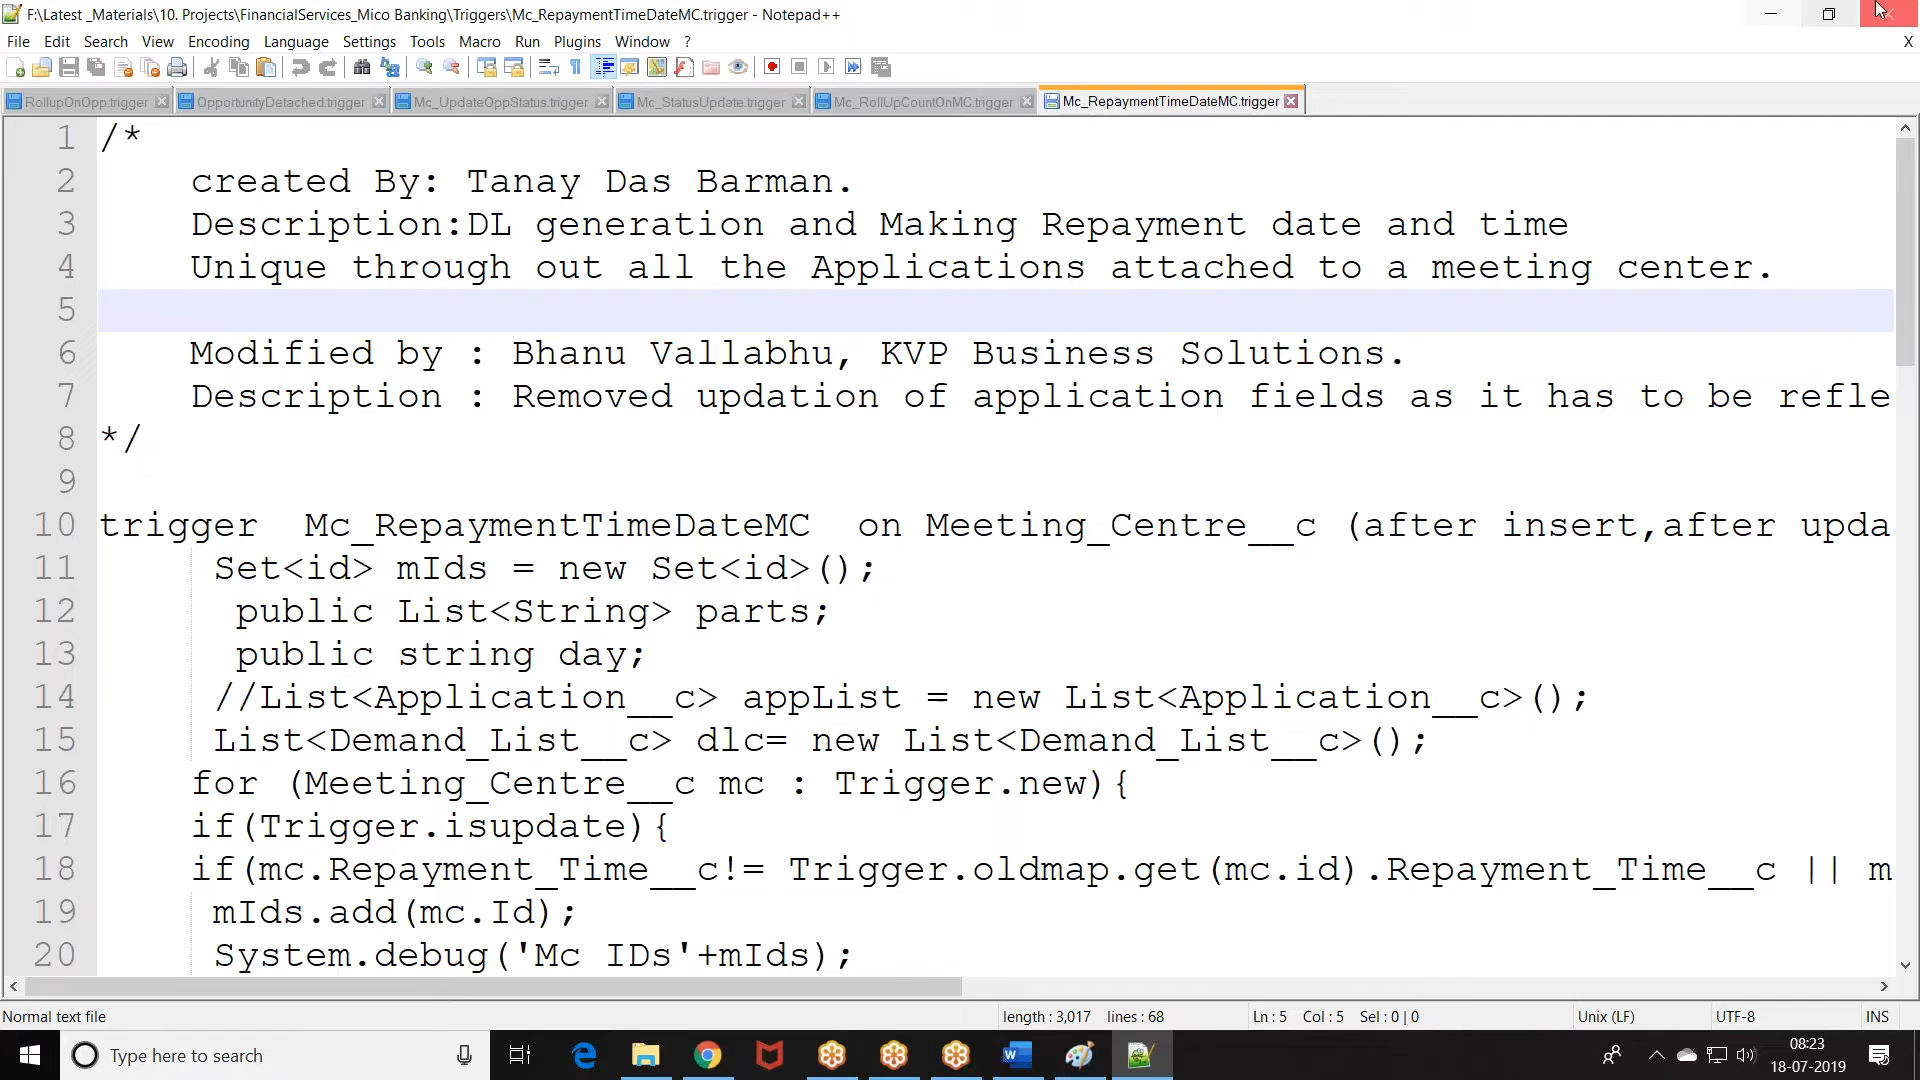 F:\Latest _Materials\10. Projects\FinancialServices_Mico Banking\Triggers\Mc_RepaymentTimeDateMC.trigger - Notepad++
File Edit Search View Encoding Language Settings Tools Macro Run Plugins Window ? X
RollupOnOpp.trigger OpportunityDetached.trigger Mc_UpdateOppStatus.trigger Mc_StatusUpdate.trigger Mc_RollUpCountOnMC.trigger Mc_RepaymentTimeDateMC.trigger
1 /*
2 created By: Tanay Das Barman.
3 Description:DL generation and Making Repayment date and time
4 Unique through out all the Applications attached to a meeting center.
5
6 Modified by : Bhanu Vallabhu, KVP Business Solutions.
7 Description : Removed updation of application fields as it has to be refle
8 */
9
10 trigger Mc_RepaymentTimeDateMC on Meeting_Centre__c (after insert,after upda
11 Set<id> mIds = new Set<id>();
12 public List<String> parts;
13 public string day;
14 //List<Application__c> appList = new List<Application__c>();
15 List<Demand_List__c> dlc= new List<Demand_List__c>();
16 for (Meeting_Centre__c mc : Trigger.new){
17 if(Trigger.isupdate){
18 if(mc.Repayment_Time__c!= Trigger.oldmap.get(mc.id).Repayment_Time__c || m
19 mIds.add(mc.Id);
20 System.debug('Mc IDs'+mIds);
Normal text file length : 3,017 lines : 68 Ln : 5 Col : 5 Sel : 0 | 0 Unix (LF) UTF-8 INS
Type here to search
08:23
18-07-2019